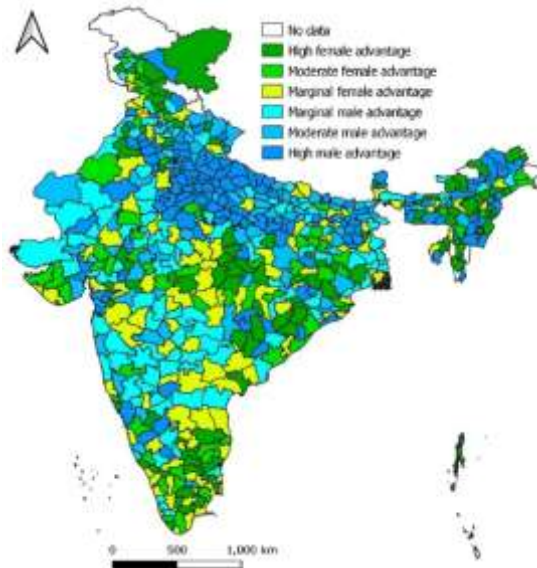 No data
High female advantage
Moderate female advantage
Marginal female advantage
Marginal male advantage
Moderate male advantage
High male advantage
0 500 1,000 km